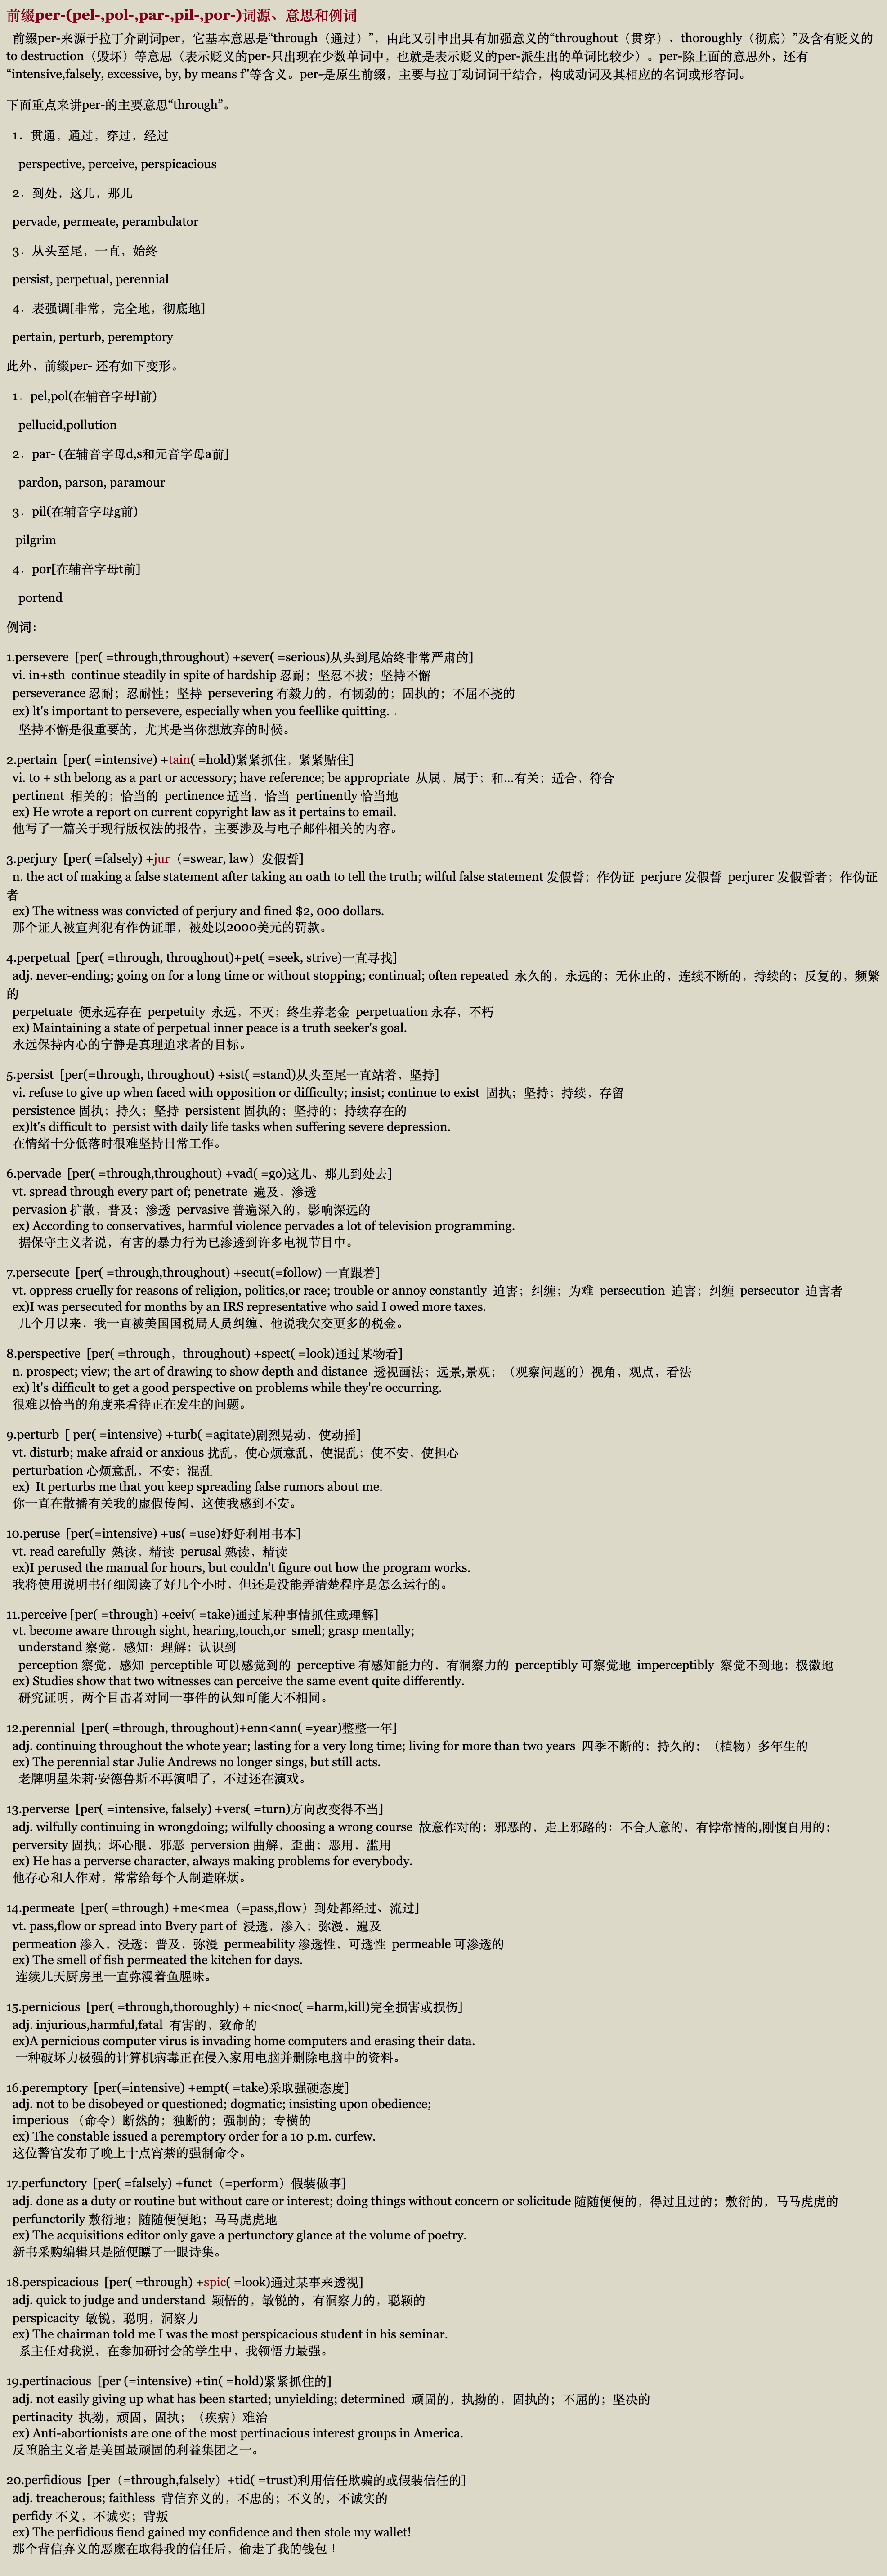 前缀per-(pel-,pol-,par-,pil-,por-)词源、意思和例词
前缀per-来源于拉丁介副词per，它基本意思是“through（通过）”，由此又引申出具有加强意义的“throughout（贯穿）、thoroughly（彻底）”及含有贬义的
to destruction（毁坏）等意思（表示贬义的per-只出现在少数单词中，也就是表示贬义的per-派生出的单词比较少）。per-除上面的意思外，还有
“intensive,falsely, excessive, by, by means f"等含义。per-是原生前缀，主要与拉丁动词词干结合，构成动词及其相应的名词或形容词。
下面重点来讲per-的主要意思“through”。
1．贯通，通过，穿过，经过
perspective, perceive, perspicacious
2．到处，这儿，那儿
pervade, permeate, perambulator
3．从头至尾，一直，始终
persist, perpetual, perennial
4．表强调[非常，完全地，彻底地]
pertain, perturb, peremptory
此外，前缀per- 还有如下变形。
1．pel,pol(在辅音字母l前)
pellucid,pollution
2．par- (在辅音字母d,s和元音字母a前]
pardon, parson, paramour
3．pil(在辅音字母g前)
pilgrim
4．por[在辅音字母t前]
portend
例词：
1.persevere [per( =through,throughout) +sever( =serious)从头到尾始终非常严肃的]
vi. in+sth continue steadily in spite of hardship 忍耐；坚忍不拔；坚持不懈
perseverance 忍耐；忍耐性；坚持 persevering 有毅力的，有韧劲的；固执的；不屈不挠的
ex) lt's important to persevere, especially when you feellike quitting. .
坚持不懈是很重要的，尤其是当你想放弃的时候。
2.pertain [per( =intensive) +tain( =hold)紧紧抓住，紧紧贴住]
vi. to + sth belong as a part or accessory; have reference; be appropriate 从属，属于；和...有关；适合，符合
pertinent 相关的；恰当的 pertinence 适当，恰当 pertinently 恰当地
ex) He wrote a report on current copyright law as it pertains to email.
他写了一篇关于现行版权法的报告，主要涉及与电子邮件相关的内容。
3.perjury [per( =falsely) +jur（=swear, law）发假誓]
n. the act of making a false statement after taking an oath to tell the truth; wilful false statement 发假誓；作伪证 perjure 发假誓 perjurer 发假誓者；作伪证
者
ex) The witness was convicted of perjury and fined $2, 000 dollars.
那个证人被宣判犯有作伪证罪，被处以2000美元的罚款。
4.perpetual [per( =through, throughout)+pet( =seek, strive)一直寻找]
adj. never-ending; going on for a long time or without stopping; continual; often repeated 永久的，永远的；无休止的，连续不断的，持续的；反复的，频繁
的
perpetuate 便永远存在 perpetuity 永远，不灭；终生养老金 perpetuation 永存，不朽
ex) Maintaining a state of perpetual inner peace is a truth seeker's goal.
永远保持内心的宁静是真理追求者的目标。
5.persist [per(=through, throughout) +sist( =stand)从头至尾一直站着，坚持]
vi. refuse to give up when faced with opposition or difficulty; insist; continue to exist 固执；坚持；持续，存留
persistence 固执；持久；坚持 persistent 固执的；坚持的；持续存在的
ex)lt's difficult to persist with daily life tasks when suffering severe depression.
在情绪十分低落时很难坚持日常工作。
6.pervade [per( =through,throughout) +vad( =go)这儿、那儿到处去]
vt. spread through every part of; penetrate 遍及，渗透
pervasion 扩散，普及；渗透 pervasive 普遍深入的，影响深远的
ex) According to conservatives, harmful violence pervades a lot of television programming.
据保守主义者说，有害的暴力行为已渗透到许多电视节目中。
7.persecute [per( =through,throughout) +secut(=follow) 一直跟着]
vt. oppress cruelly for reasons of religion, politics,or race; trouble or annoy constantly 迫害；纠缠；为难 persecution 迫害；纠缠 persecutor 迫害者
ex)I was persecuted for months by an IRS representative who said I owed more taxes.
几个月以来，我一直被美国国税局人员纠缠，他说我欠交更多的税金。
8.perspective [per( =through，throughout) +spect( =look)通过某物看]
n. prospect; view; the art of drawing to show depth and distance 透视画法；远景,景观；（观察问题的）视角，观点，看法
ex) lt's difficult to get a good perspective on problems while they're occurring.
很难以恰当的角度来看待正在发生的问题。
9.perturb [ per( =intensive) +turb( =agitate)剧烈晃动，使动摇]
vt. disturb; make afraid or anxious 扰乱，使心烦意乱，使混乱；使不安，使担心
perturbation 心烦意乱，不安；混乱
ex) It perturbs me that you keep spreading false rumors about me.
你一直在散播有关我的虚假传闻，这使我感到不安。
10.peruse [per(=intensive) +us( =use)好好利用书本]
vt. read carefully 熟读，精读 perusal 熟读，精读
ex)I perused the manual for hours, but couldn't figure out how the program works.
我将使用说明书仔细阅读了好几个小时，但还是没能弄清楚程序是怎么运行的。
11.perceive [per( =through) +ceiv( =take)通过某种事情抓住或理解]
vt. become aware through sight, hearing,touch,or smell; grasp mentally;
understand 察觉．感知：理解；认识到
perception 察觉，感知 perceptible 可以感觉到的 perceptive 有感知能力的，有洞察力的 perceptibly 可察觉地 imperceptibly 察觉不到地；极徽地
ex) Studies show that two witnesses can perceive the same event quite differently.
研究证明，两个目击者对同一事件的认知可能大不相同。
12.perennial [per( =through, throughout)+enn<ann( =year)整整一年]
adj. continuing throughout the whole year; lasting for a very long time; living for more than two years 四季不断的；持久的；（植物）多年生的
ex) The perennial star Julie Andrews no longer sings, but still acts.
老牌明星朱莉·安德鲁斯不再演唱了，不过还在演戏。
13.perverse [per( =intensive, falsely) +vers( =turn)方向改变得不当]
adj. wilfully continuing in wrongdoing; wilfully choosing a wrong course 故意作对的；邪恶的，走上邪路的：不合人意的，有悖常情的,刚愎自用的；
perversity 固执；坏心眼，邪恶 perversion 曲解，歪曲；恶用，滥用
ex) He has a perverse character, always making problems for everybody.
他存心和人作对，常常给每个人制造麻烦。
14.permeate [per( =through) +me<mea（=pass,flow）到处都经过、流过]
vt. pass,flow or spread into Bvery part of 浸透，渗入；弥漫，遍及
permeation 渗入，浸透；普及，弥漫 permeability 渗透性，可透性 permeable 可渗透的
ex) The smell of fish permeated the kitchen for days.
连续几天厨房里一直弥漫着鱼腥味。
15.pernicious [per( =through,thoroughly) + nic<noc( =harm,kill)完全损害或损伤]
adj. injurious,harmful,fatal 有害的，致命的
ex)A pernicious computer virus is invading home computers and erasing their data.
一种破坏力极强的计算机病毒正在侵入家用电脑并删除电脑中的资料。
16.peremptory [per(=intensive) +empt( =take)采取强硬态度]
adj. not to be disobeyed or questioned; dogmatic; insisting upon obedience;
imperious （命令）断然的；独断的；强制的；专横的
ex) The constable issued a peremptory order for a 10 p.m. curfew.
这位警官发布了晚上十点宵禁的强制命令。
17.perfunctory [per( =falsely) +funct（=perform）假装做事]
adj. done as a duty or routine but without care or interest; doing things without concern or solicitude 随随便便的，得过且过的；敷衍的，马马虎虎的
perfunctorily 敷衍地；随随便便地；马马虎虎地
ex) The acquisitions editor only gave a pertunctory glance at the volume of poetry.
新书采购编辑只是随便瞟了一眼诗集。
18.perspicacious [per( =through) +spic( =look)通过某事来透视]
adj. quick to judge and understand 颖悟的，敏锐的，有洞察力的，聪颖的
perspicacity 敏锐，聪明，洞察力
ex) The chairman told me I was the most perspicacious student in his seminar.
系主任对我说，在参加研讨会的学生中，我领悟力最强。
19.pertinacious [per (=intensive) +tin( =hold)紧紧抓住的]
adj. not easily giving up what has been started; unyielding; determined 顽固的，执拗的，固执的；不屈的；坚决的
pertinacity 执拗，顽固，固执；（疾病）难治
ex) Anti-abortionists are one of the most pertinacious interest groups in America.
反堕胎主义者是美国最顽固的利益集团之一。
20.perfidious [per（=through,falsely）+tid( =trust)利用信任欺骗的或假装信任的]
adj. treacherous; faithless 背信弃义的，不忠的；不义的，不诚实的
perfidy 不义，不诚实；背叛
ex) The perfidious fiend gained my confidence and then stole my wallet!
那个背信弃义的恶魔在取得我的信任后，偷走了我的钱包！